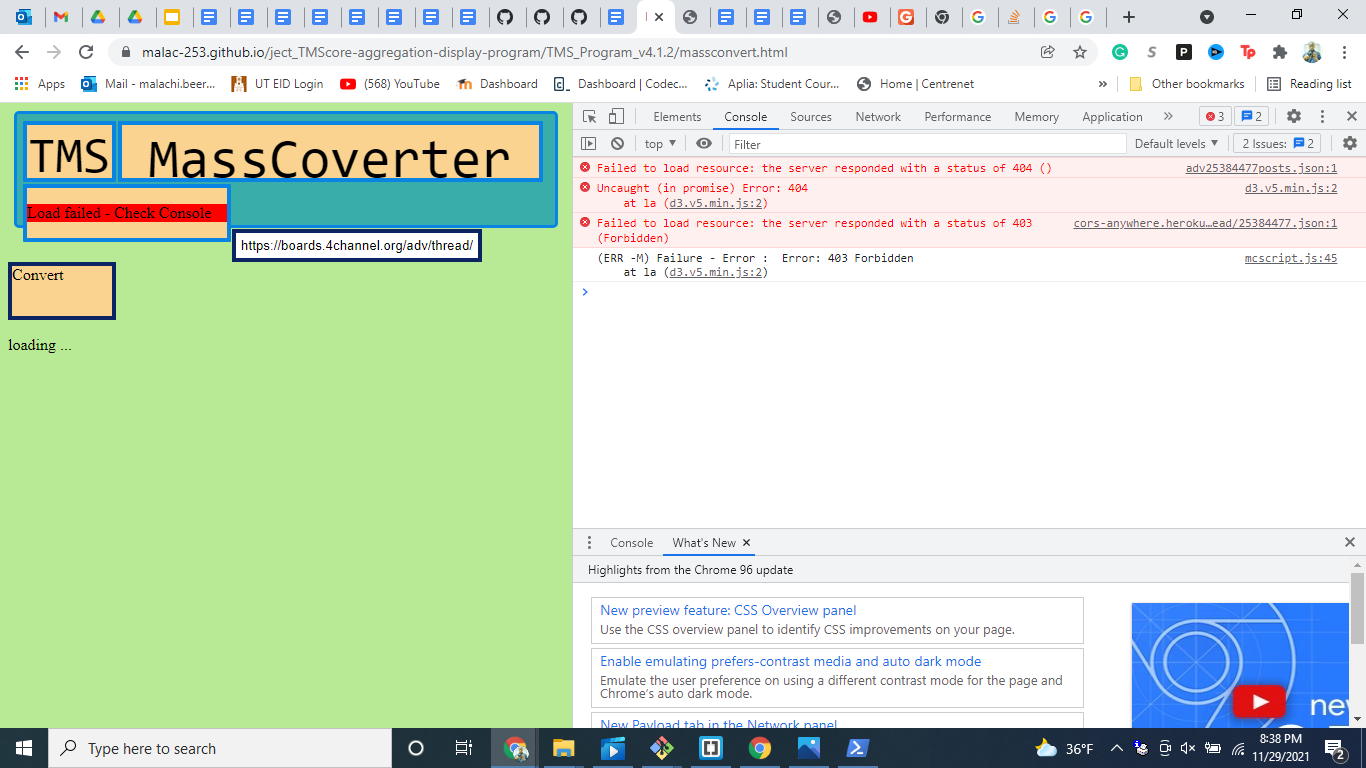 malac-253.github.io/ject_TMScore-aggregation-display-program/TMS_Program_v4.1.2/massconvert.html
Apps
Mail - malachi.beer...
UT EID Login
(568) YouTube
Dashboard
Dashboard | Codec...
Aplia: Student Cour...
Home | Centrenet
»
Other bookmarks
Reading list
TMS
MassCoverter
Load failed - Check Console
https://boards.4channel.org/adv/thread/
Convert
loading ...
Elements Console Sources Network Performance Memory Application » 3 2
top ▼ Filter Default levels ▼ 2 Issues: 2
Failed to load resource: the server responded with a status of 404 () adv25384477posts.json:1
Uncaught (in promise) Error: 404 d3.v5.min.js:2
at la (d3.v5.min.js:2)
Failed to load resource: the server responded with a status of 403 cors-anywhere.heroku…ead/25384477.json:1
(Forbidden)
(ERR -M) Failure - Error :  Error: 403 Forbidden mcscript.js:45
at la (d3.v5.min.js:2)
Console What's New
Highlights from the Chrome 96 update
New preview feature: CSS Overview panel
Use the CSS overview panel to identify CSS improvements on your page.
Enable emulating prefers-contrast media and auto dark mode
Emulate the user preference on using a different contrast mode for the page and
Chrome's auto dark mode.
New Payload tab in the Network panel
new
Type here to search
36°F
8:38 PM
11/29/2021
2